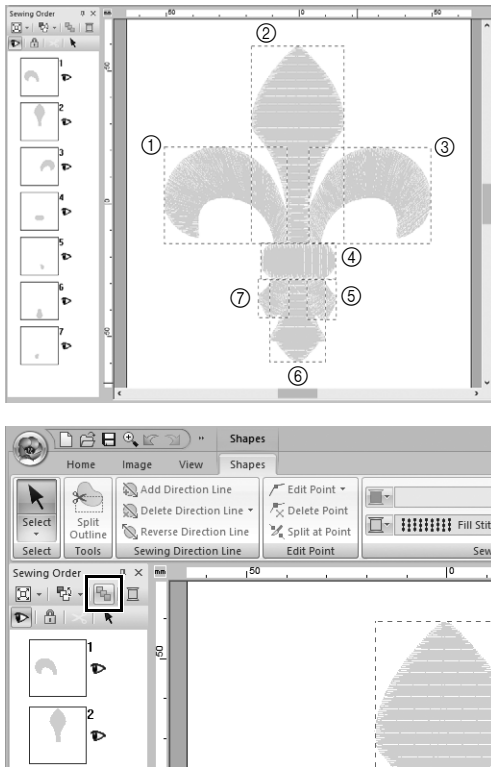 Sewing Order
50 0 50
②
① ③
④
⑦ ⑤
⑥
1
2
3
4
5
6
7
50
0
50
Shapes
Home Image View Shapes
Select
Split Outline
Add Direction Line
Delete Direction Line
Reverse Direction Line
Edit Point
Delete Point
Split at Point
Fill Stit
Select Tools Sewing Direction Line Edit Point Sew
Sewing Order
mm 50 0
50
1
2